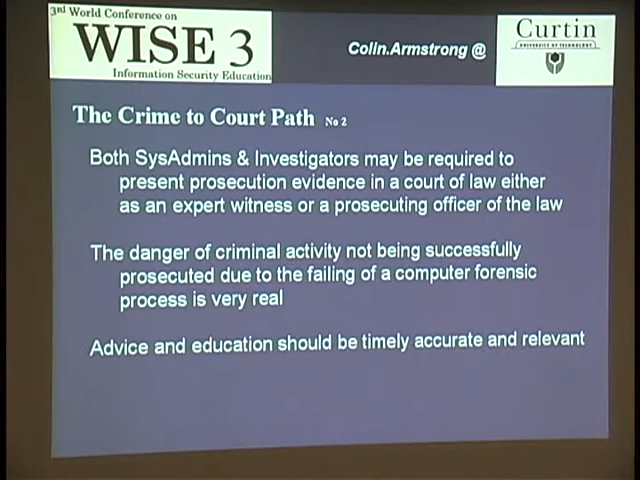 3rd World Conference on
WISE 3
Information Security Education
Colin.Armstrong @
Curtin
UNIVERSITY OF TECHNOLOGY
The Crime to Court Path No 2
Both SysAdmins & Investigators may be required to
present prosecution evidence in a court of law either
as an expert witness or a prosecuting officer of the law
The danger of criminal activity not being successfully
prosecuted due to the failing of a computer forensic
process is very real
Advice and education should be timely accurate and relevant